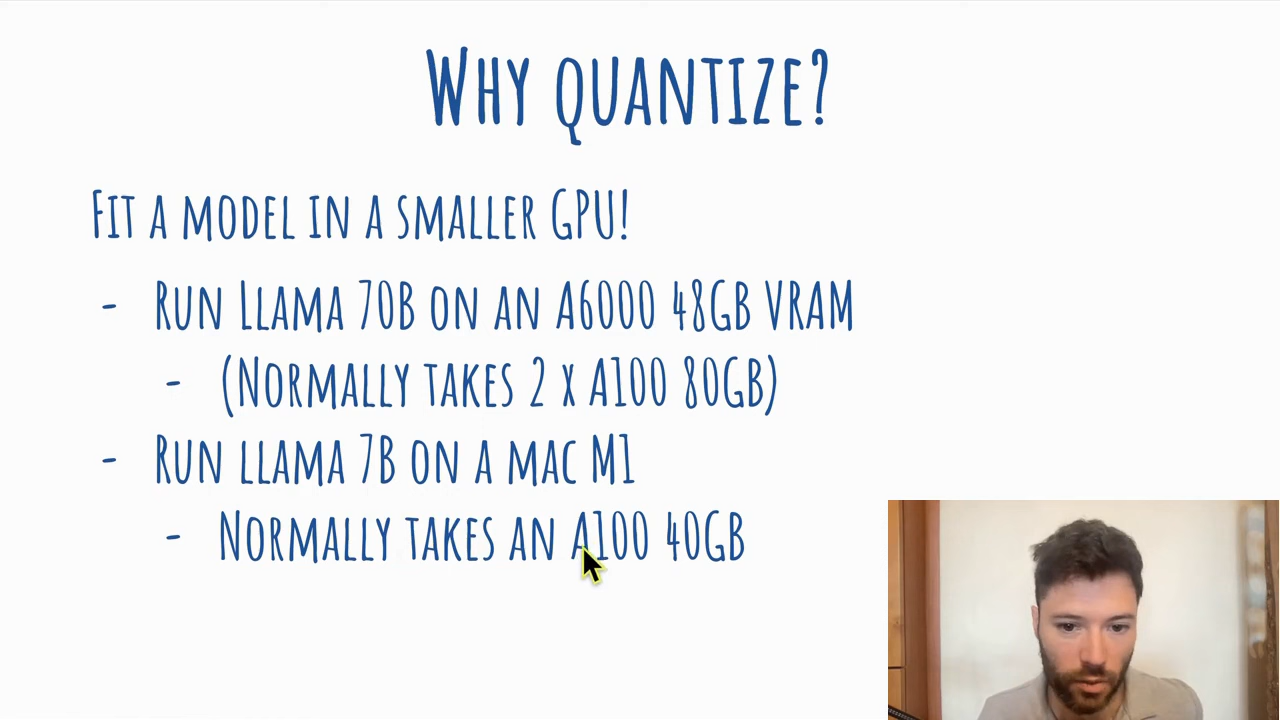 Why quantize?
Fit a model in a smaller GPU!
- Run Llama 70B on an A6000 48GB VRAM
- (Normally takes 2 x A100 80GB)
- Run llama 7B on a mac M1
- Normally takes an A100 40GB